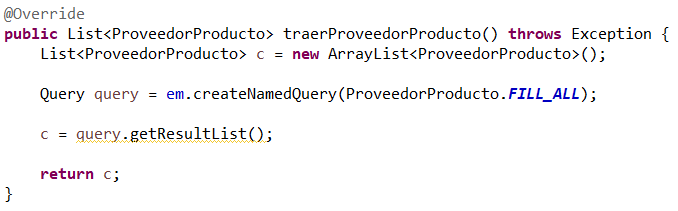 @Override
public List<ProveedorProducto> traerProveedorProducto() throws Exception {
    List<ProveedorProducto> c = new ArrayList<ProveedorProducto>();
    Query query = em.createNamedQuery(ProveedorProducto.FILL_ALL);
    c = query.getResultList();
    return c;
}